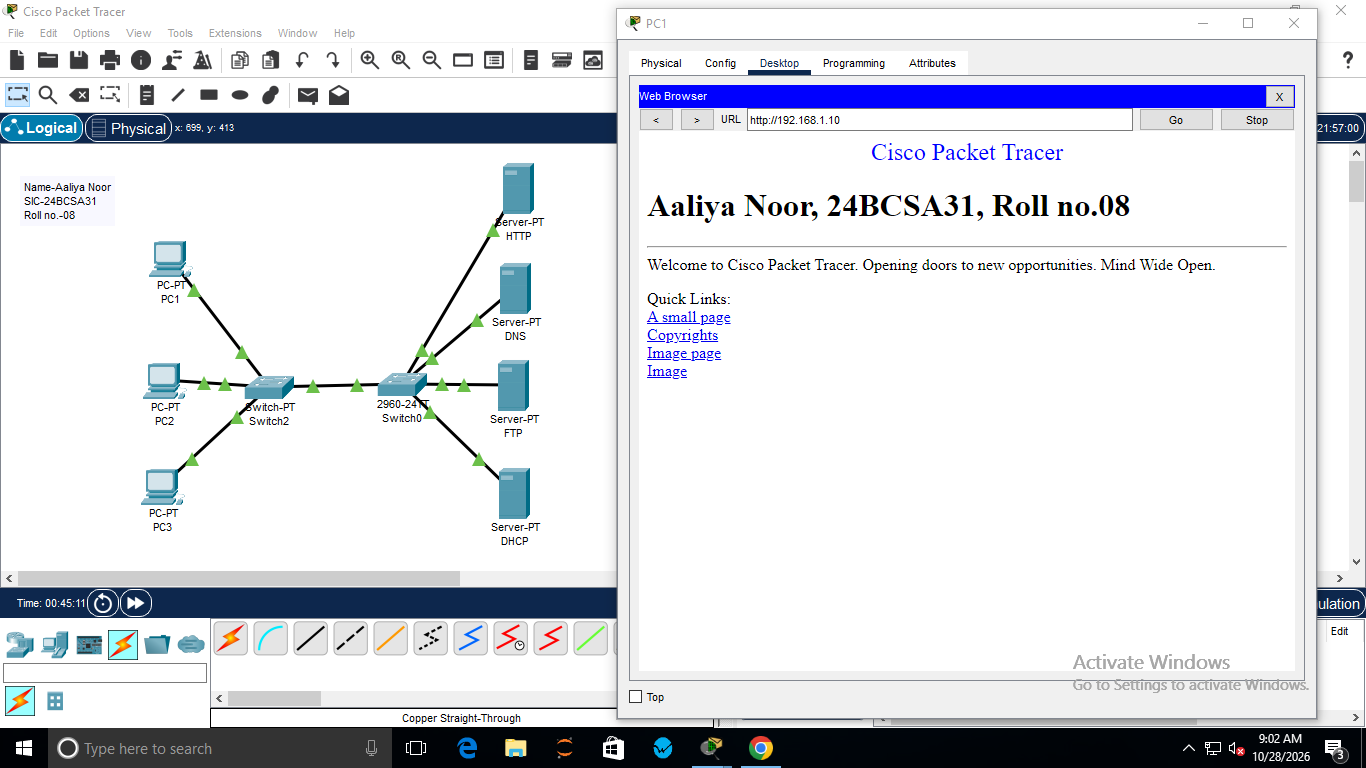 Cisco Packet Tracer
File Edit Options View Tools Extensions Window Help
?
Logical Physical x: 699, y: 413
21:57:00
Name-Aaliya Noor
SIC-24BCSA31
Roll no.-08
PC-PT
PC1
PC-PT
PC2
PC-PT
PC3
Switch-PT
Switch2
2960-24TT
Switch0
Server-PT
HTTP
Server-PT
DNS
Server-PT
FTP
Server-PT
DHCP
Time: 00:45:11
Copper Straight-Through
PC1
Physical Config Desktop Programming Attributes
Web Browser X
< > URL http://192.168.1.10 Go Stop
Cisco Packet Tracer
Aaliya Noor, 24BCSA31, Roll no.08
Welcome to Cisco Packet Tracer. Opening doors to new opportunities. Mind Wide Open.
Quick Links:
A small page
Copyrights
Image page
Image
Top
ulation
Edit
Activate Windows
Go to Settings to activate Windows.
Type here to search
9:02 AM
10/28/2026
3